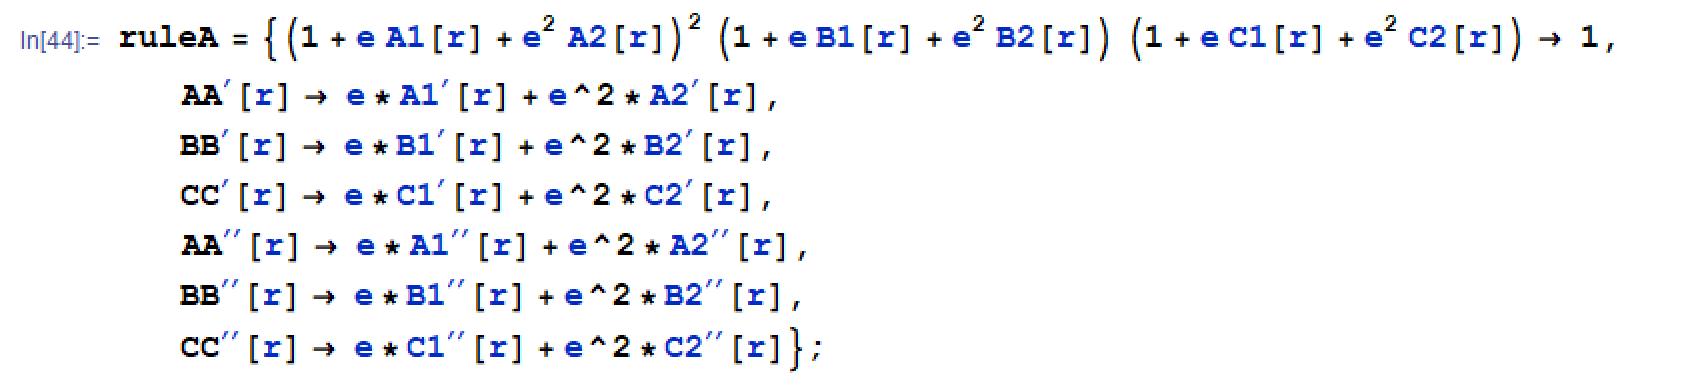 In[44]:= ruleA = {(1 + e A1[r] + e² A2[r])² (1 + e B1[r] + e² B2[r]) (1 + e C1[r] + e² C2[r]) → 1,
AA′[r] → e * A1′[r] + e^2 * A2′[r],
BB′[r] → e * B1′[r] + e^2 * B2′[r],
CC′[r] → e * C1′[r] + e^2 * C2′[r],
AA′′[r] → e * A1′′[r] + e^2 * A2′′[r],
BB′′[r] → e * B1′′[r] + e^2 * B2′′[r],
CC′′[r] → e * C1′′[r] + e^2 * C2′′[r]};